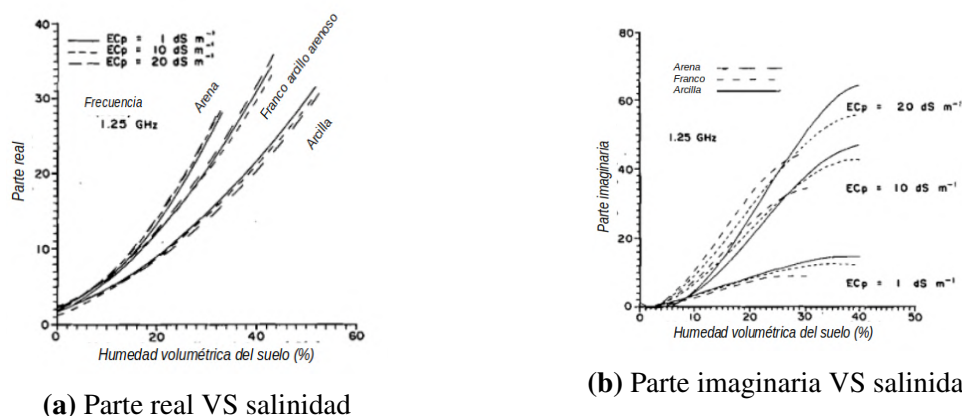 40
30
20
10
0
0
20
40
60
ECp = 1 dS m⁻¹
ECp = 10 dS m⁻¹
ECp = 20 dS m⁻¹
Frecuencia
1.25 GHz
Arena
Franco arcillo arenoso
Arcilla
Parte real
Humedad volumétrica del suelo (%)
(a) Parte real VS salinidad
80
60
40
20
0
0
10
20
30
40
50
Arena
Franco
Arcilla
1.25 GHz
ECp = 20 dS m⁻¹
ECp = 10 dS m⁻¹
ECp = 1 dS m⁻¹
Parte imaginaria
Humedad volumétrica del suelo (%)
(b) Parte imaginaria VS salinida